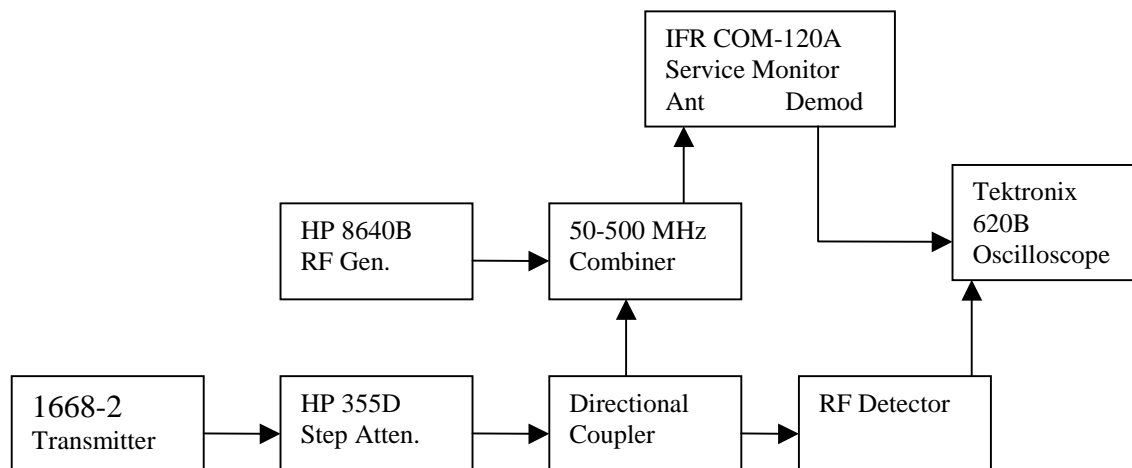 IFR COM-120A
Service Monitor
Ant Demod
Tektronix
620B
Oscilloscope
HP 8640B
RF Gen.
50-500 MHz
Combiner
1668-2
Transmitter
HP 355D
Step Atten.
Directional
Coupler
RF Detector